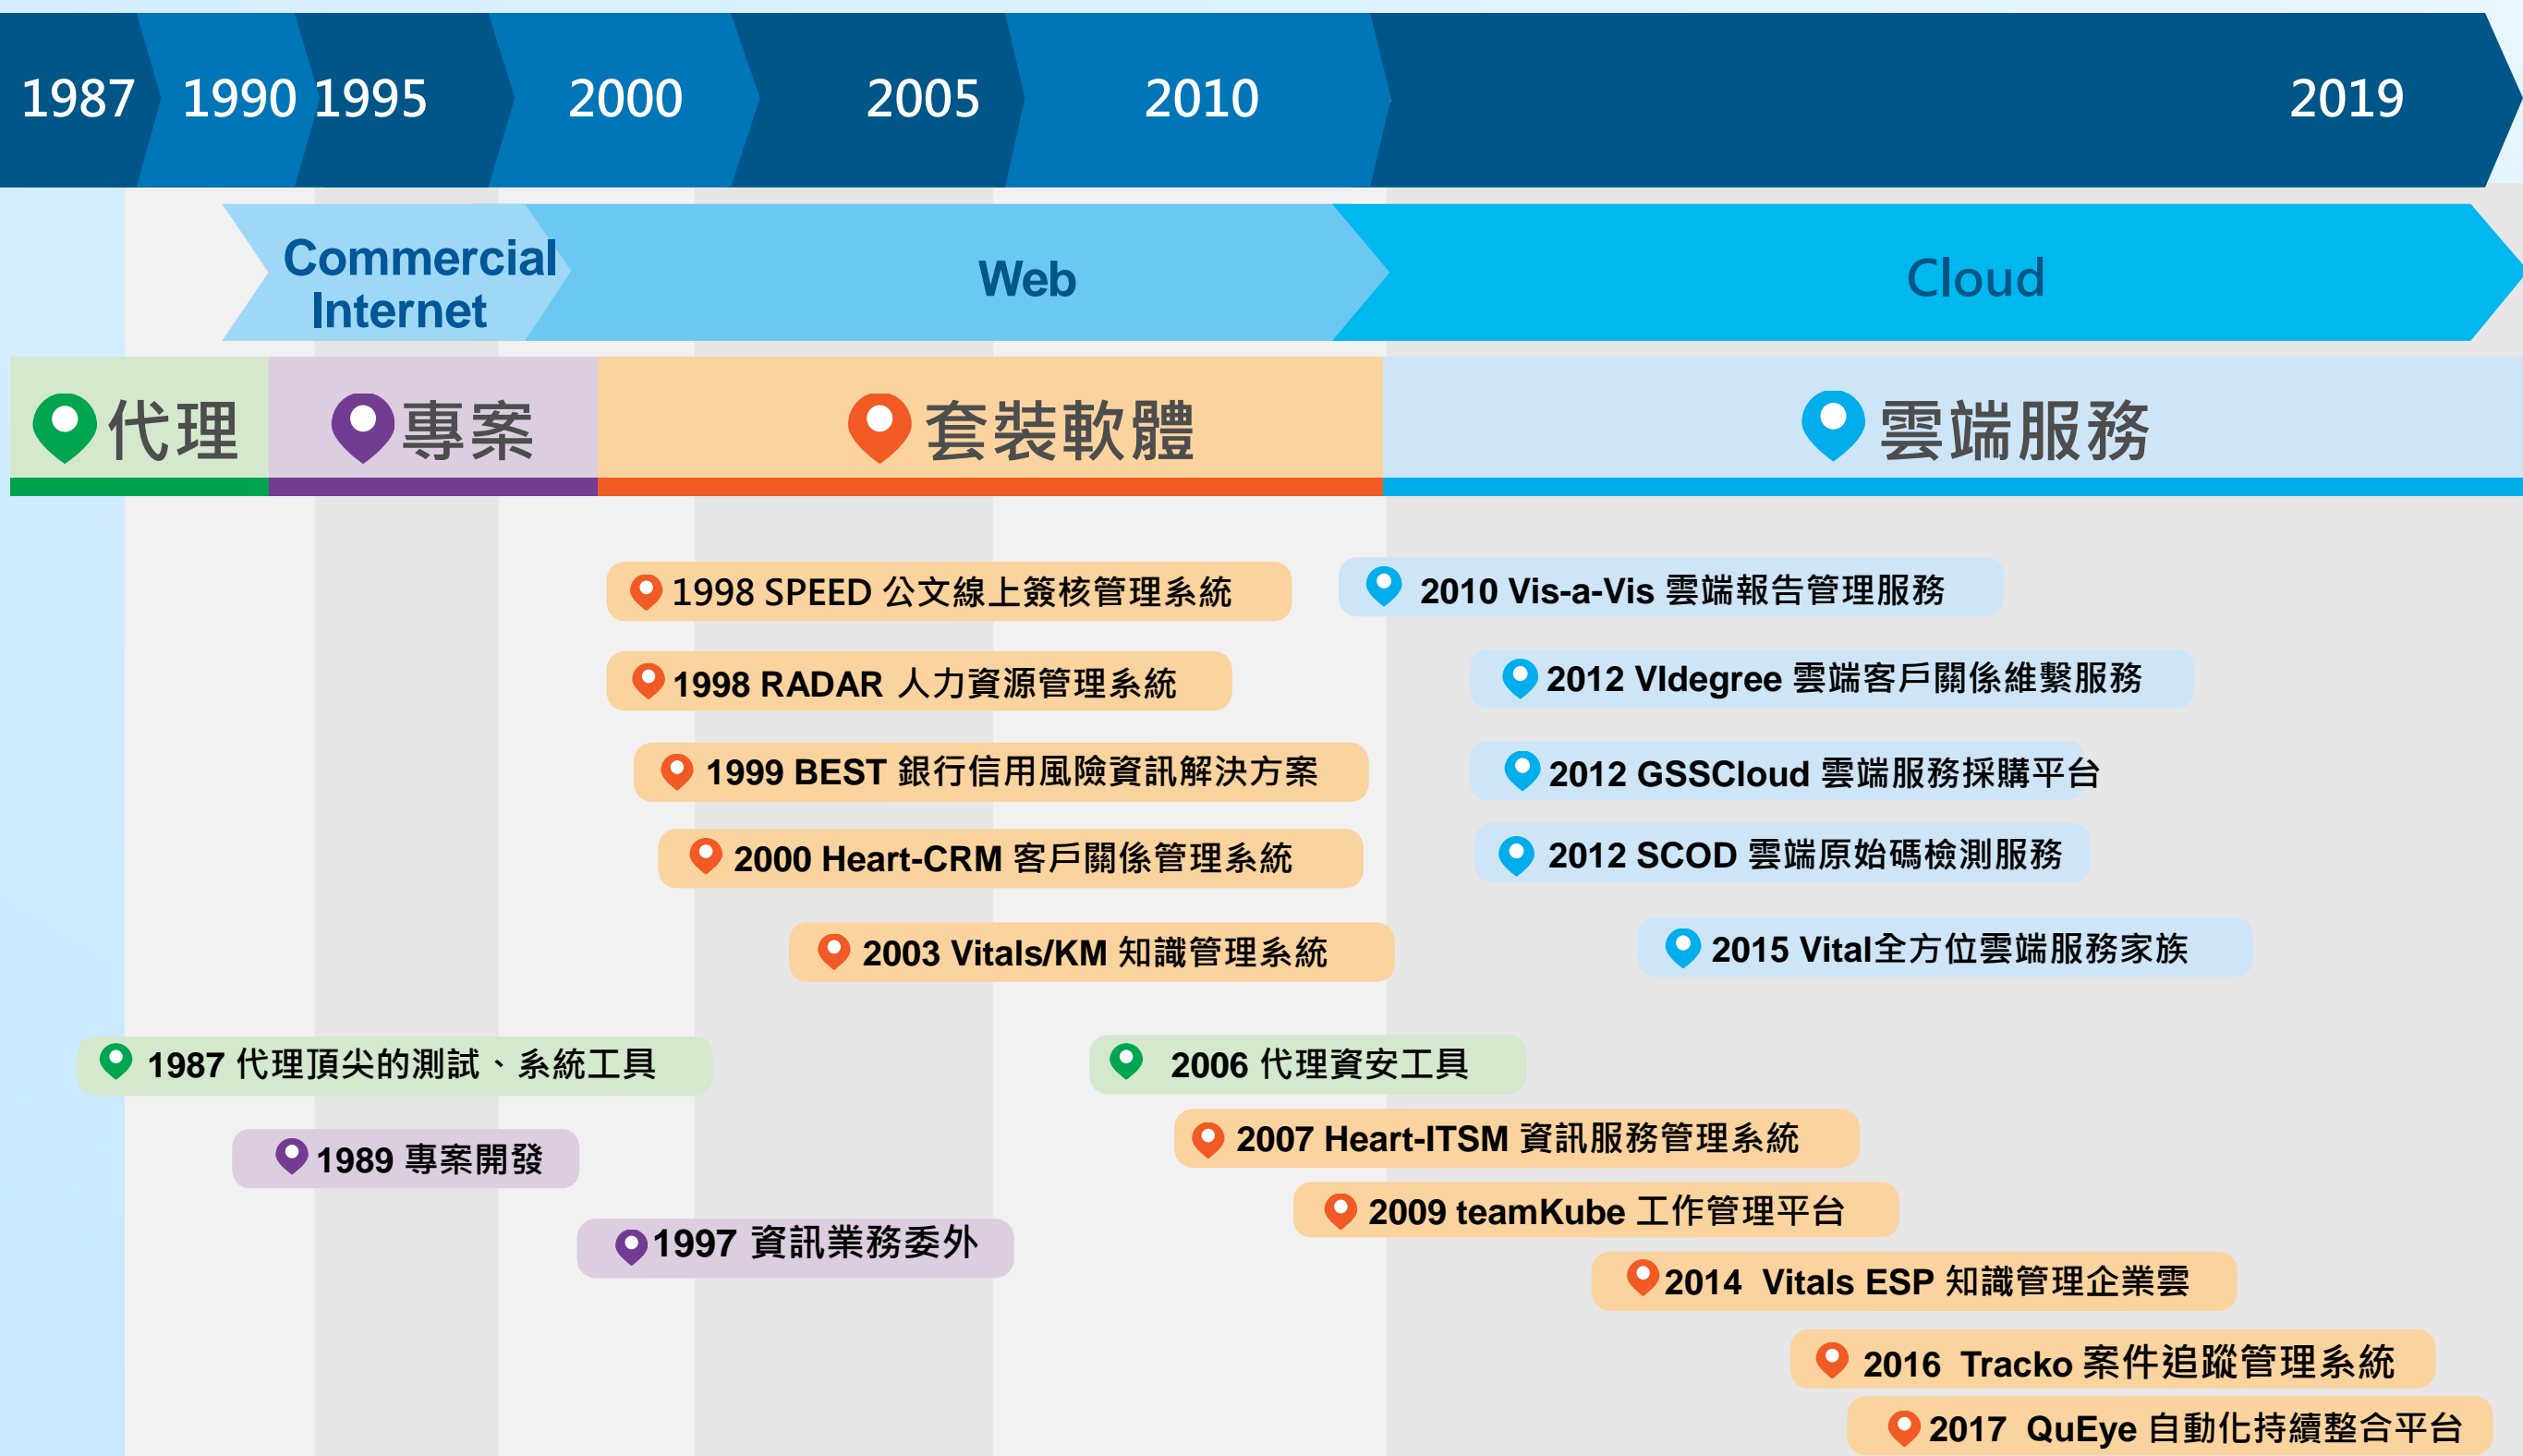 1987 1990 1995 2000 2005 2010 2019
Commercial
Internet
Web
Cloud
代理
專案
套裝軟體
雲端服務
1998 SPEED 公文線上簽核管理系統
2010 Vis-a-Vis 雲端報告管理服務
1998 RADAR 人力資源管理系統
2012 VIdegree 雲端客戶關係維繫服務
1999 BEST 銀行信用風險資訊解決方案
2012 GSSCloud 雲端服務採購平台
2000 Heart-CRM 客戶關係管理系統
2012 SCOD 雲端原始碼檢測服務
2003 Vitals/KM 知識管理系統
2015 Vital全方位雲端服務家族
1987 代理頂尖的測試、系統工具
2006 代理資安工具
1989 專案開發
2007 Heart-ITSM 資訊服務管理系統
2009 teamKube 工作管理平台
1997 資訊業務委外
2014 Vitals ESP 知識管理企業雲
2016 Tracko 案件追蹤管理系統
2017 QuEye 自動化持續整合平台